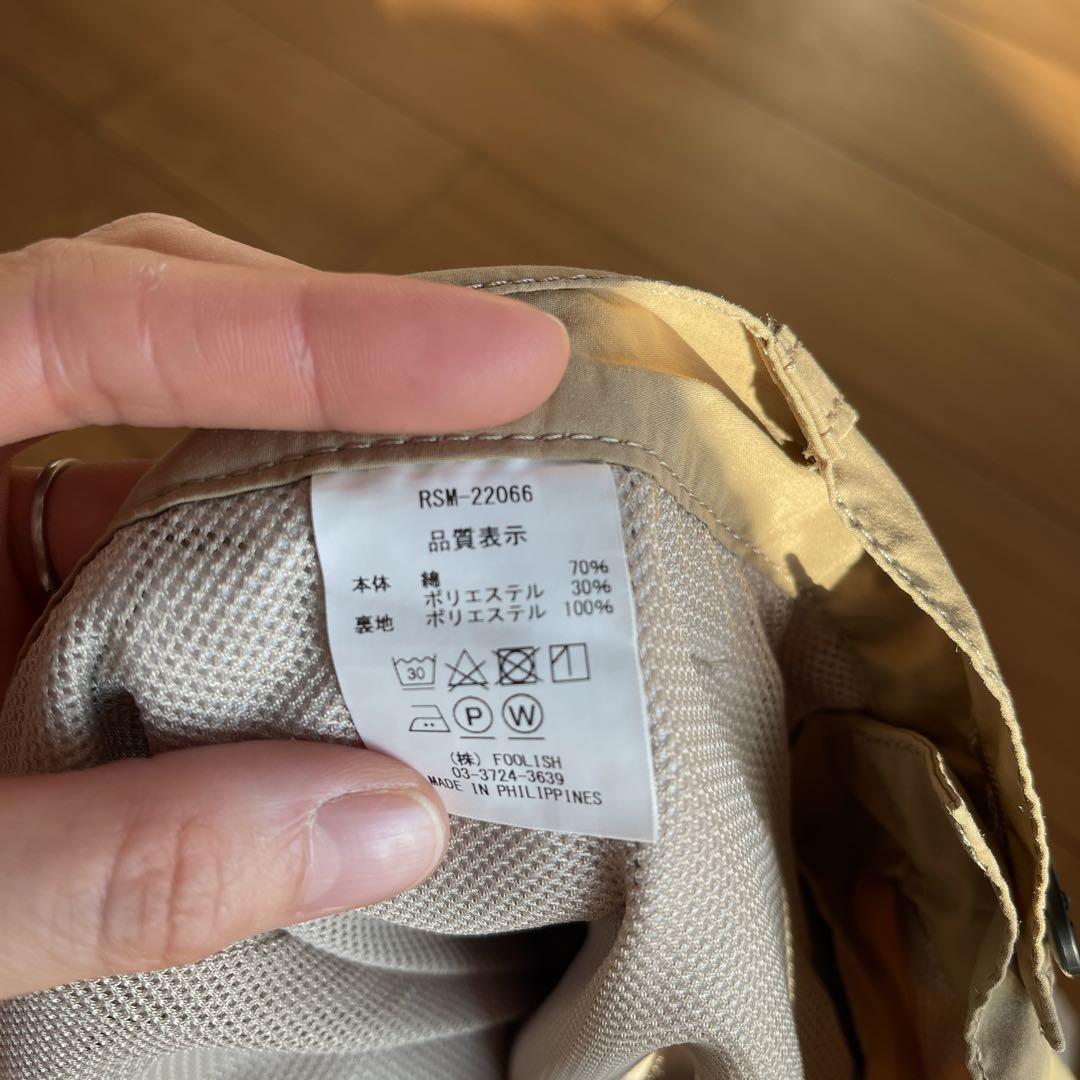 RSM-22066
品質表示
本体 綿 70%
ポリエステル 30%
裏地 ポリエステル 100%
30
P W
(株) FOOLISH
03-3724-3639
MADE IN PHILIPPINES